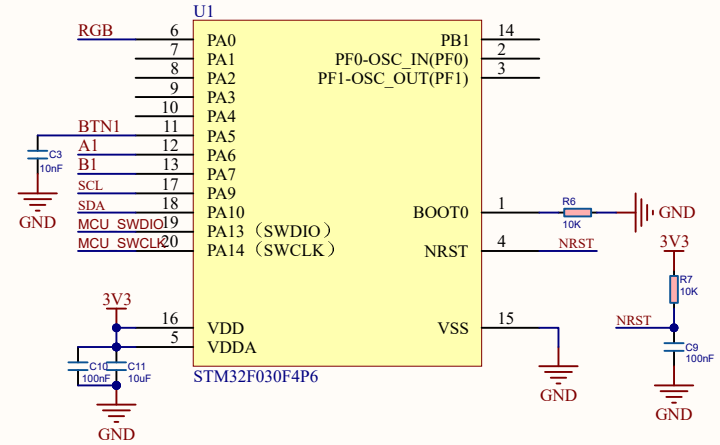 U1
RGB 6 PA0 PB1 14
7 PA1 PF0-OSC_IN(PF0) 2
8 PA2 PF1-OSC_OUT(PF1) 3
9 PA3
10 PA4
BTN1 11 PA5
A1 12 PA6
B1 13 PA7
SCL 17 PA9
SDA 18 PA10
MCU_SWDIO 19 PA13（SWDIO）
MCU_SWCLK 20 PA14（SWCLK）
C3
10nF
GND
BOOT0 1
R6
10K
GND
NRST 4 NRST
3V3
R7
10K
NRST
C9
100nF
GND
3V3
16 VDD
5 VDDA
VSS 15
GND
C10
100nF
C11
10uF
GND
STM32F030F4P6